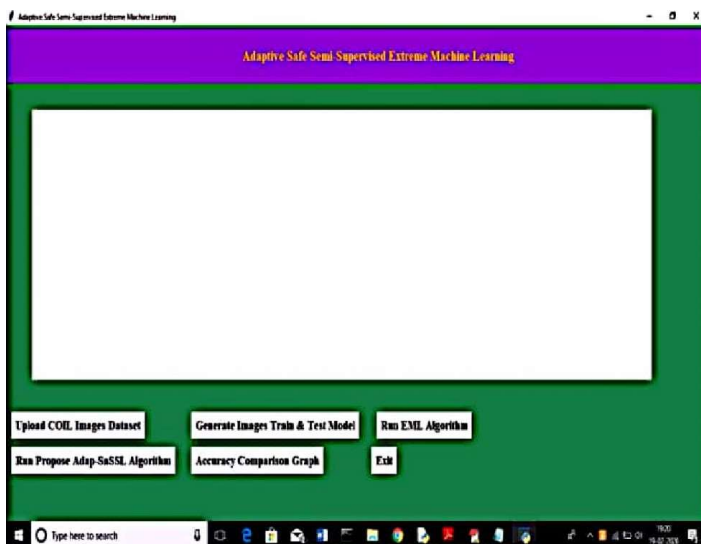 Adaptive Safe Semi-Supervised Extreme Machine Learning
Adaptive Safe Semi-Supervised Extreme Machine Learning
Upload COIL Images Dataset
Generate Images Train & Test Model
Run EML Algorithm
Run Propose Adap-SaSSL Algorithm
Accuracy Comparison Graph
Exit
Type here to search
19:20